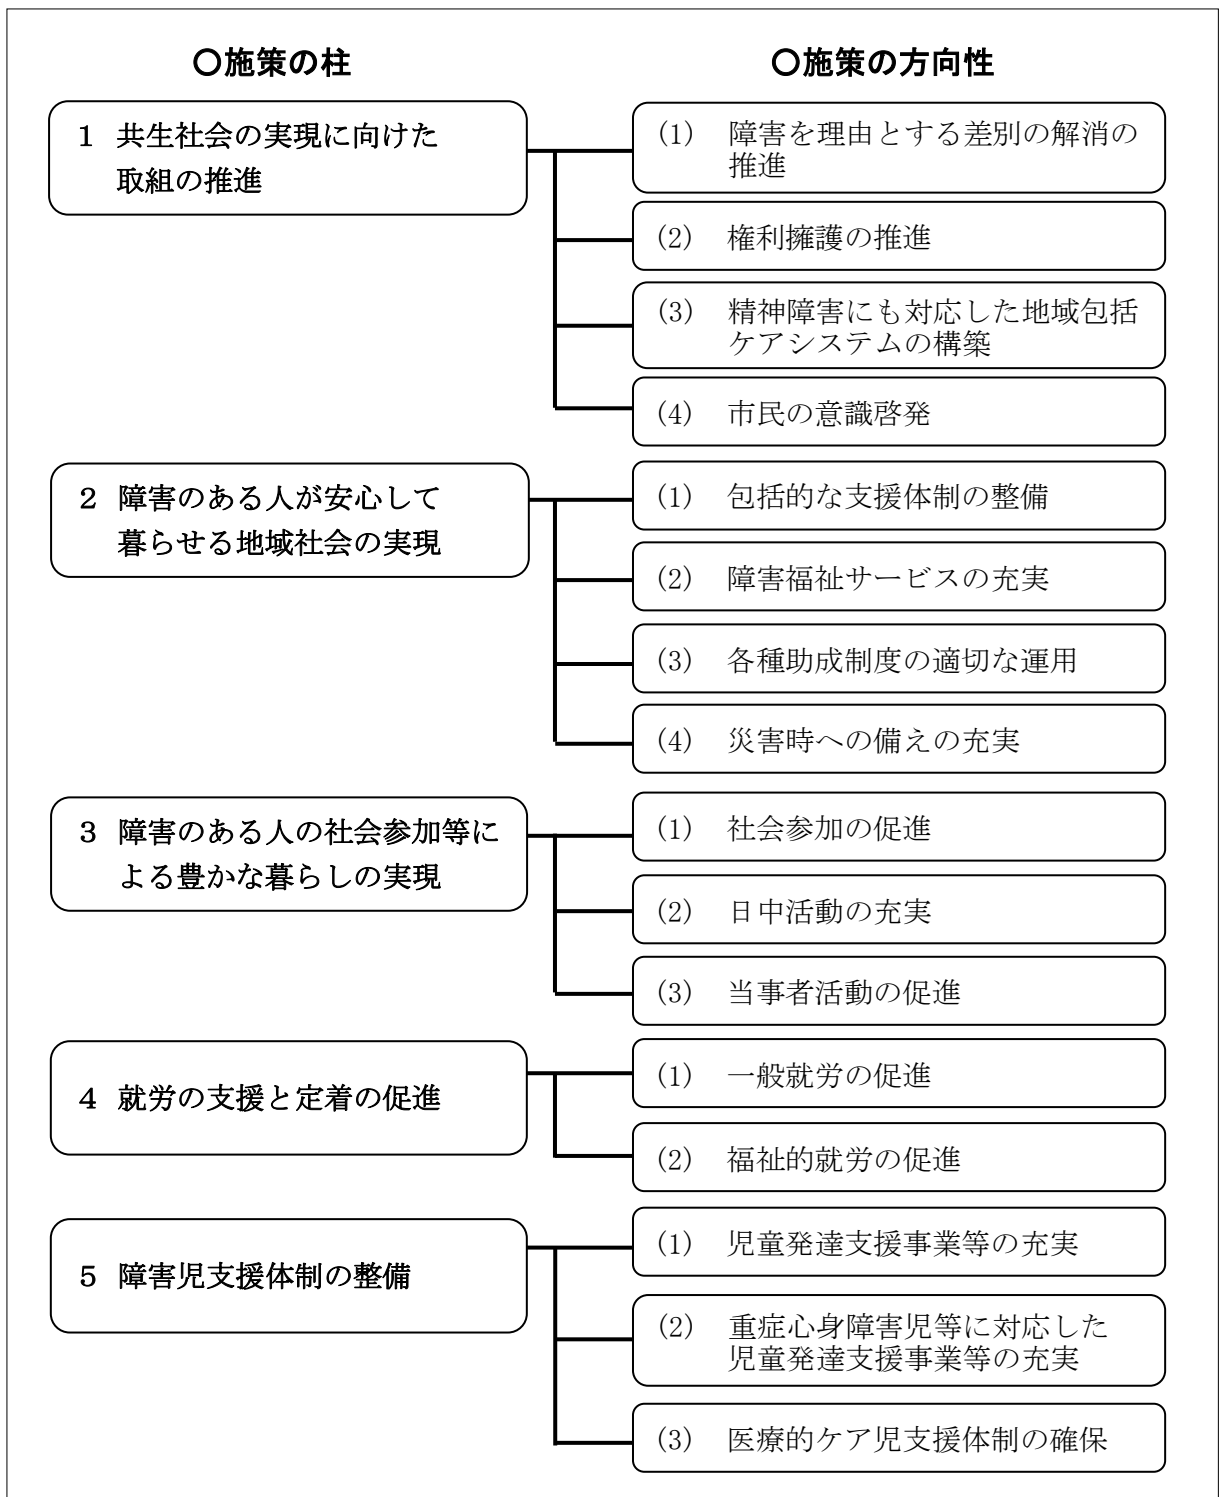 〇施策の柱
〇施策の方向性
1 共生社会の実現に向けた
取組の推進
(1) 障害を理由とする差別の解消の
推進
(2) 権利擁護の推進
(3) 精神障害にも対応した地域包括
ケアシステムの構築
(4) 市民の意識啓発
2 障害のある人が安心して
暮らせる地域社会の実現
(1) 包括的な支援体制の整備
(2) 障害福祉サービスの充実
(3) 各種助成制度の適切な運用
(4) 災害時への備えの充実
3 障害のある人の社会参加等に
よる豊かな暮らしの実現
(1) 社会参加の促進
(2) 日中活動の充実
(3) 当事者活動の促進
4 就労の支援と定着の促進
(1) 一般就労の促進
(2) 福祉的就労の促進
5 障害児支援体制の整備
(1) 児童発達支援事業等の充実
(2) 重症心身障害児等に対応した
児童発達支援事業等の充実
(3) 医療的ケア児支援体制の確保